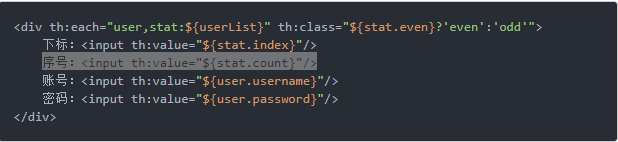 <div th:each="user,stat:${userList}" th:class="${stat.even}?'even':'odd'">
下标：<input th:value="${stat.index}"/>
序号：<input th:value="${stat.count}"/>
账号：<input th:value="${user.username}"/>
密码：<input th:value="${user.password}"/>
</div>